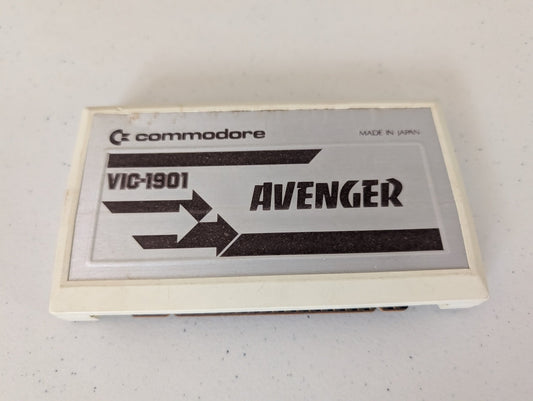 commodore
MADE IN JAPAN
VIC-1901
AVENGER